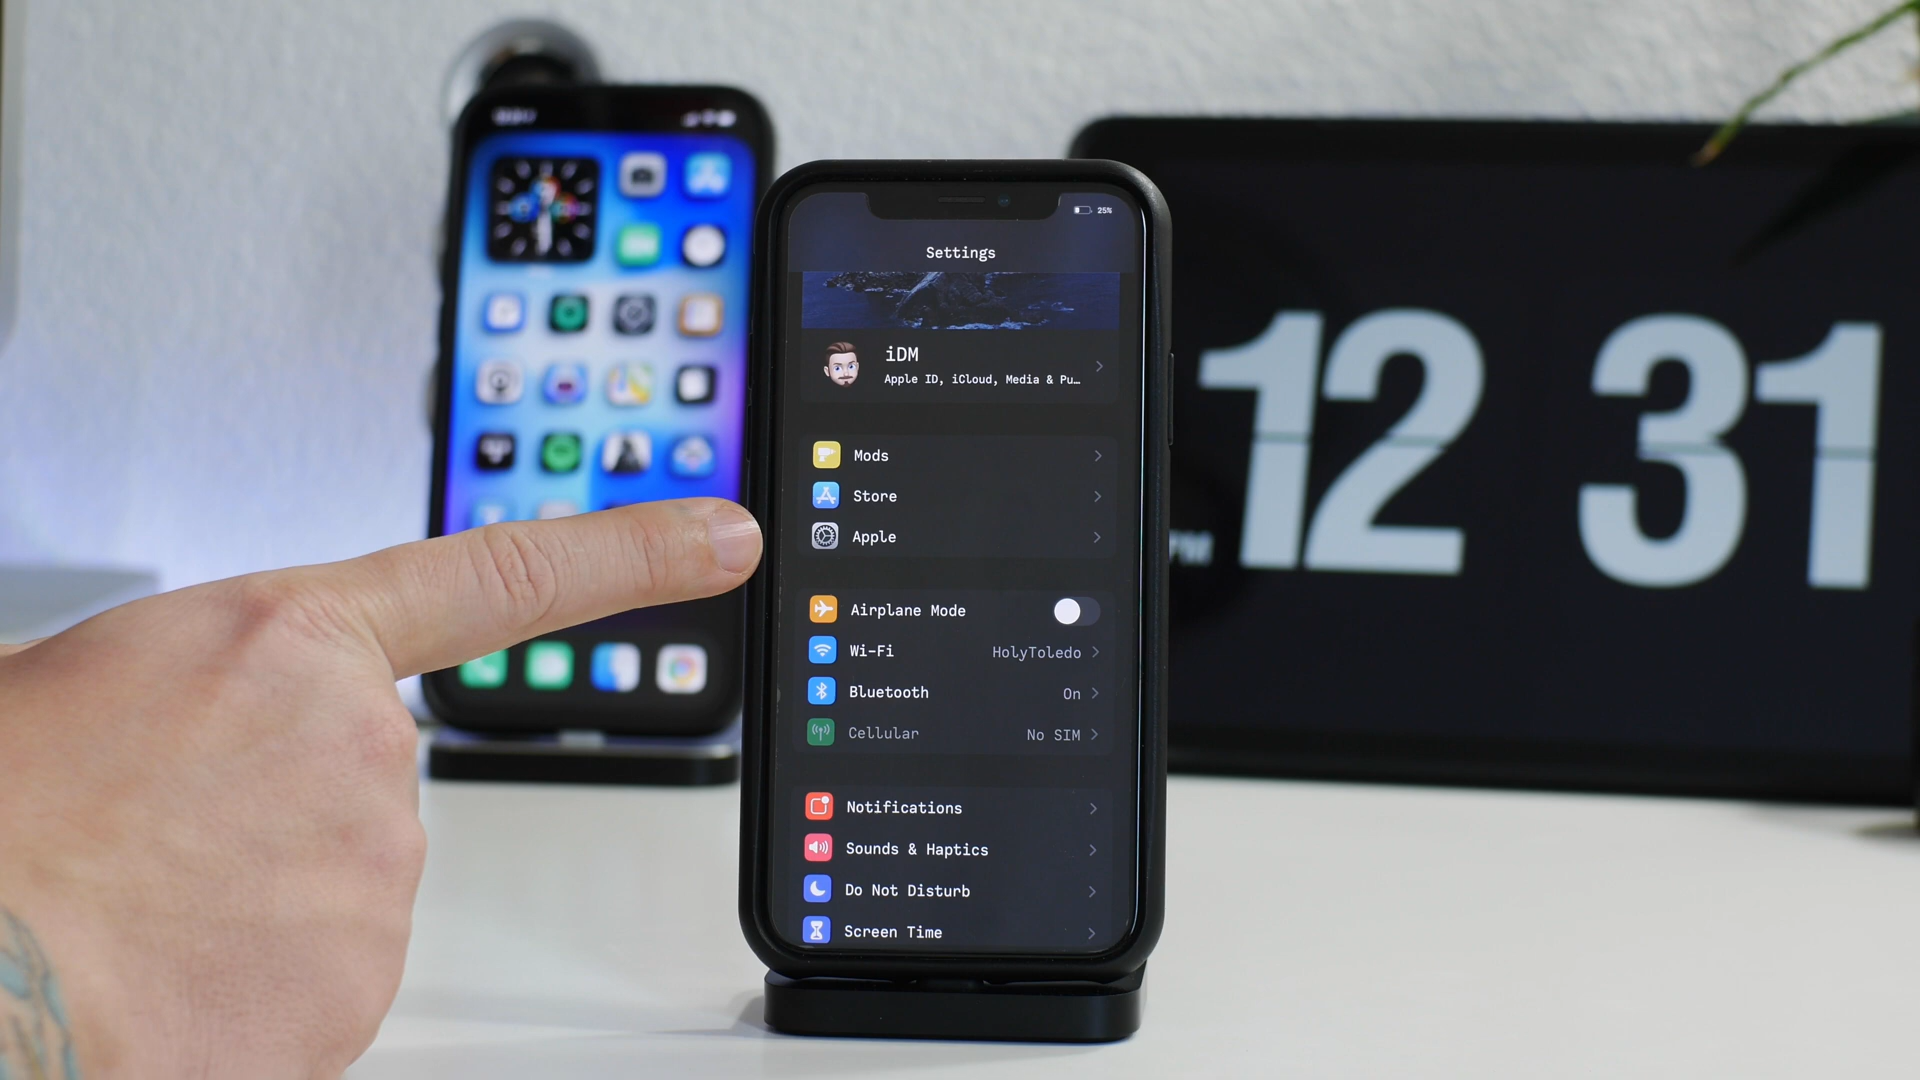 25%
Settings
iDM
Apple ID, iCloud, Media & Pu…
Mods
Store
Apple
Airplane Mode
Wi-Fi HolyToledo
Bluetooth On
Cellular No SIM
Notifications
Sounds & Haptics
Do Not Disturb
Screen Time
PM 12 31